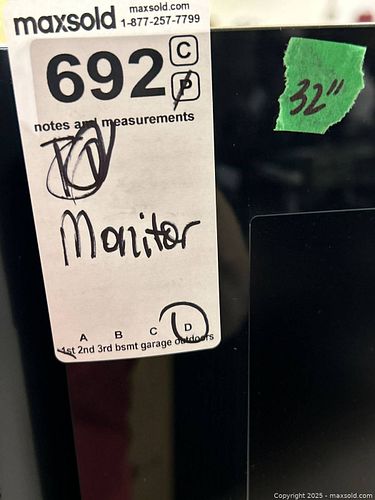 maxsold maxsold.com
1-877-257-7799
692 C
P
32"
notes and measurements
Monitor
A B C D
1st 2nd 3rd bsmt garage outdoors
Copyright 2025 - maxsold.com